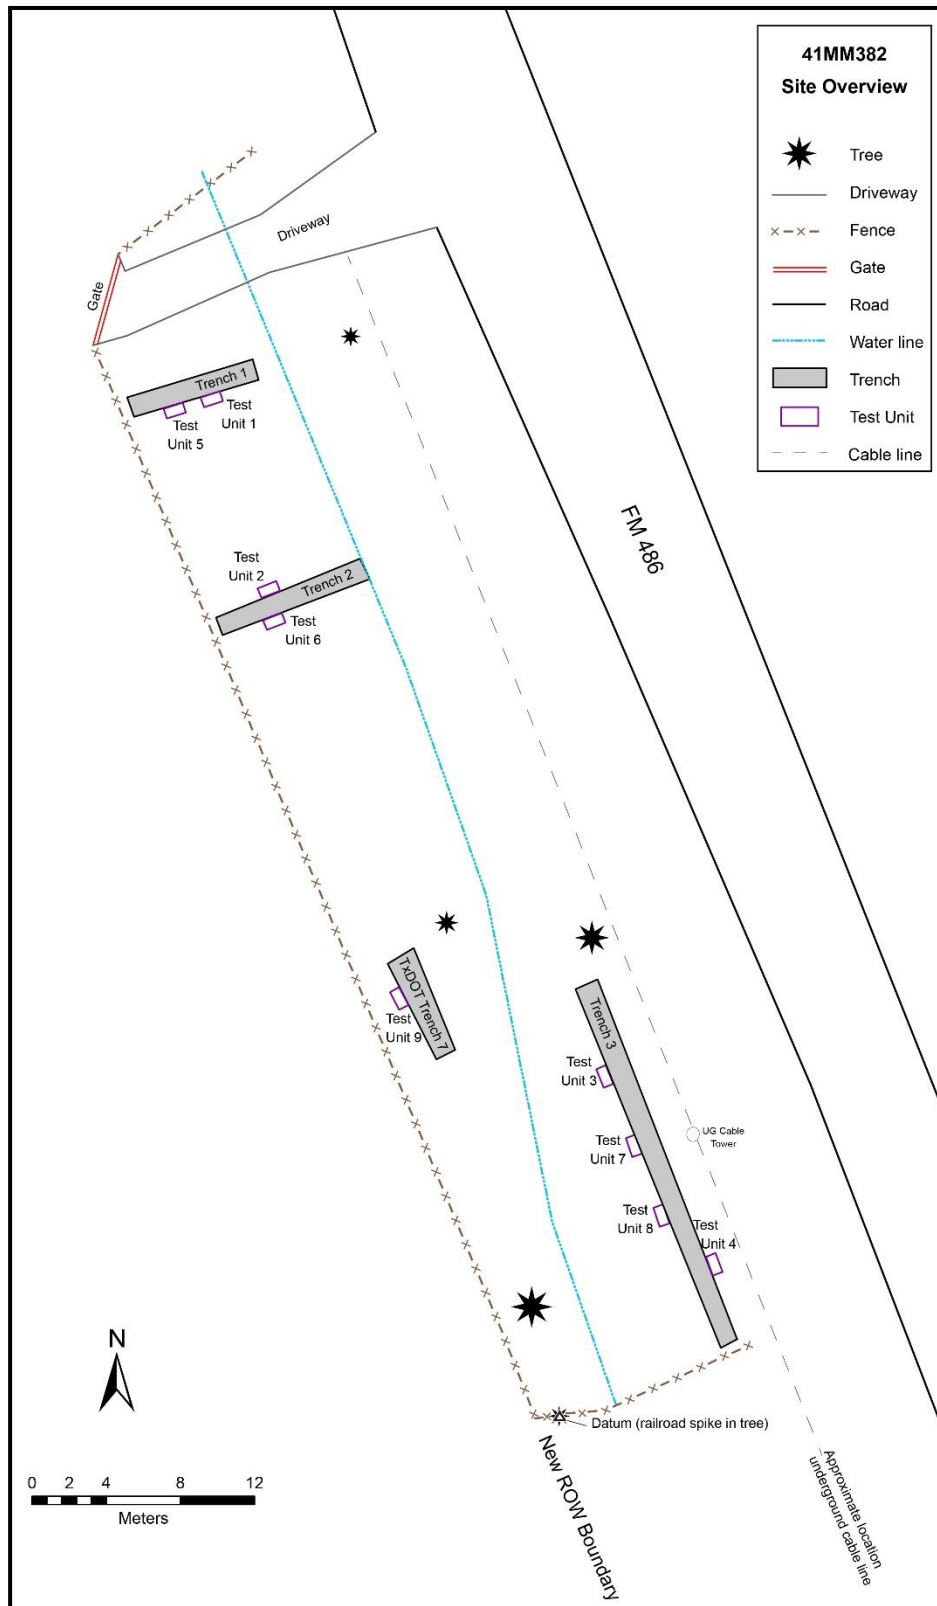 41MM382
Site Overview
Tree
Driveway
Fence
Gate
Road
Water line
Trench
Test Unit
Cable line
Driveway
Gate
Trench 1
Test
Unit 5
Test
Unit 1
FM 486
Test
Unit 2
Trench 2
Test
Unit 6
TxDOT Trench 7
Test
Unit 9
Trench 3
Test
Unit 3
UG Cable
Tower
Test
Unit 7
Test
Unit 8
Test
Unit 4
N
Datum (railroad spike in tree)
New ROW Boundary
Approximate location
underground cable line
0 2 4 8 12
Meters